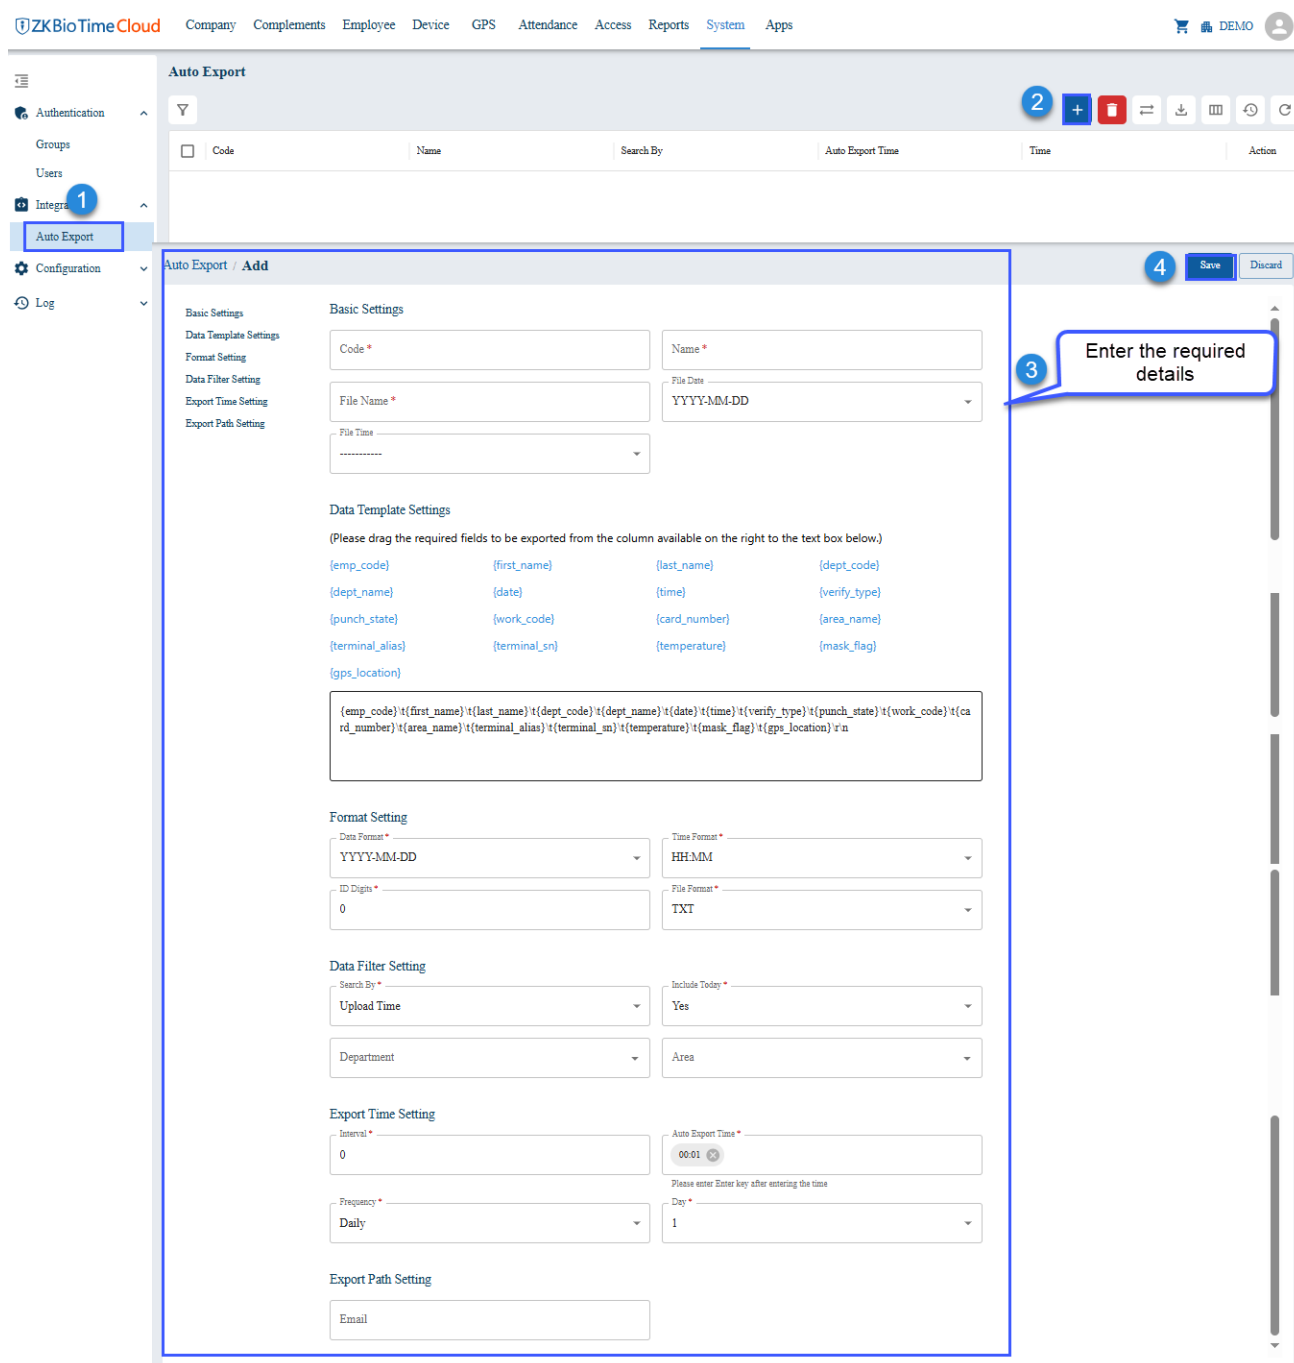 ZKBioTime Cloud Company Complements Employee Device GPS Attendance Access Reports System Apps DEMO
Auto Export
Authentication
2
Groups
Code Name Search By Auto Export Time Time Action
Users
Integra
1
Auto Export
Configuration
Auto Export / Add
4
Save Discard
Log
Basic Settings
Data Template Settings
Format Setting
Data Filter Setting
Export Time Setting
Export Path Setting
Basic Settings
Code *
Name *
3
Enter the required
details
File Name *
File Date
YYYY-MM-DD
File Time
-----------
Data Template Settings
(Please drag the required fields to be exported from the column available on the right to the text box below.)
{emp_code} {first_name} {last_name} {dept_code}
{dept_name} {date} {time} {verify_type}
{punch_state} {work_code} {card_number} {area_name}
{terminal_alias} {terminal_sn} {temperature} {mask_flag}
{gps_location}
{emp_code}\t{first_name}\t{last_name}\t{dept_code}\t{dept_name}\t{date}\t{time}\t{verify_type}\t{punch_state}\t{work_code}\t{ca
rd_number}\t{area_name}\t{terminal_alias}\t{terminal_sn}\t{temperature}\t{mask_flag}\t{gps_location}\r\n
Format Setting
Data Format * Time Format *
YYYY-MM-DD HH:MM
ID Digits * File Format *
0 TXT
Data Filter Setting
Search By * Include Today *
Upload Time Yes
Department Area
Export Time Setting
Interval * Auto Export Time *
0 00:01
Please enter Enter key after entering the time
Frequency * Day *
Daily 1
Export Path Setting
Email